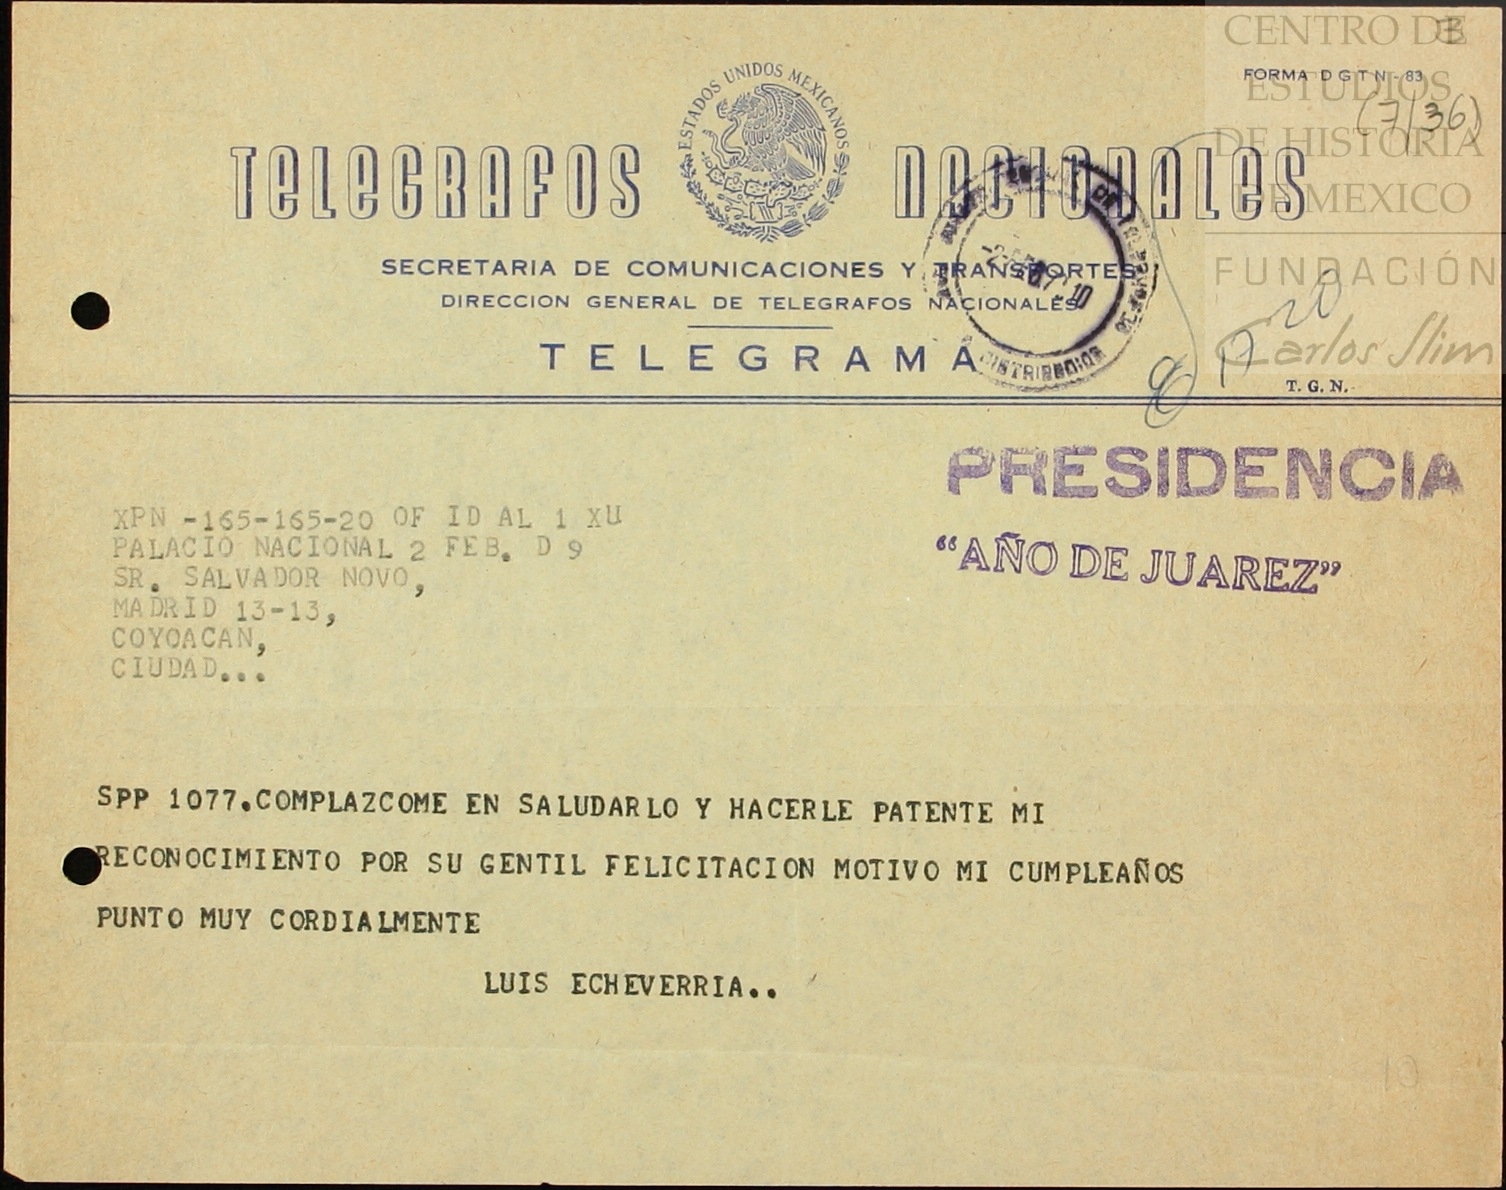 CENTRO DE
ESTUDIOS
DE HISTORIA
DE MEXICO
FUNDACIÓN
Carlos Slim
FORMA D G T N - 83
(7/36)
ESTADOS UNIDOS MEXICANOS
TELEGRAFOS NACIONALES
SECRETARIA DE COMUNICACIONES Y TRANSPORTES
DIRECCION GENERAL DE TELEGRAFOS NACIONALES
TELEGRAMA
DISTRIBUCION
20
T. G. N.
PRESIDENCIA
"AÑO DE JUAREZ"
XPN -165-165-20 OF ID AL 1 XU
PALACIO NACIONAL 2 FEB. D 9
SR. SALVADOR NOVO,
MADRID 13-13,
COYOACAN,
CIUDAD...
SPP 1077.COMPLAZCOME EN SALUDARLO Y HACERLE PATENTE MI
RECONOCIMIENTO POR SU GENTIL FELICITACION MOTIVO MI CUMPLEAÑOS
PUNTO MUY CORDIALMENTE
LUIS ECHEVERRIA..
10